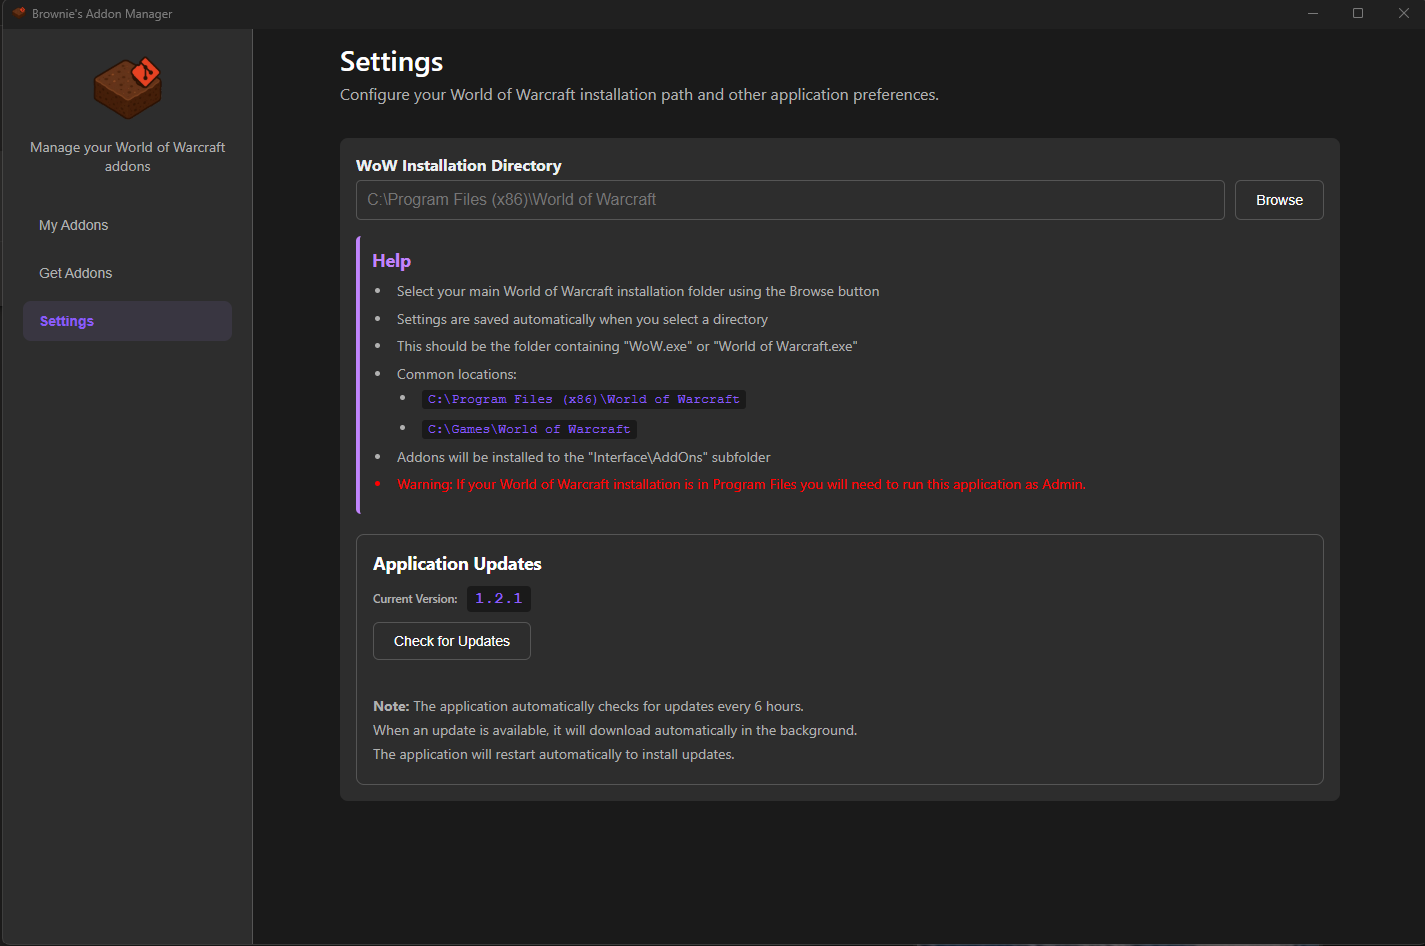 Brownie's Addon Manager
Manage your World of Warcraft
addons
My Addons
Get Addons
Settings
Settings
Configure your World of Warcraft installation path and other application preferences.
WoW Installation Directory
C:\Program Files (x86)\World of Warcraft
Browse
Help
Select your main World of Warcraft installation folder using the Browse button
Settings are saved automatically when you select a directory
This should be the folder containing "WoW.exe" or "World of Warcraft.exe"
Common locations:
C:\Program Files (x86)\World of Warcraft
C:\Games\World of Warcraft
Addons will be installed to the "Interface\AddOns" subfolder
Warning: If your World of Warcraft installation is in Program Files you will need to run this application as Admin.
Application Updates
Current Version: 1.2.1
Check for Updates
Note: The application automatically checks for updates every 6 hours.
When an update is available, it will download automatically in the background.
The application will restart automatically to install updates.